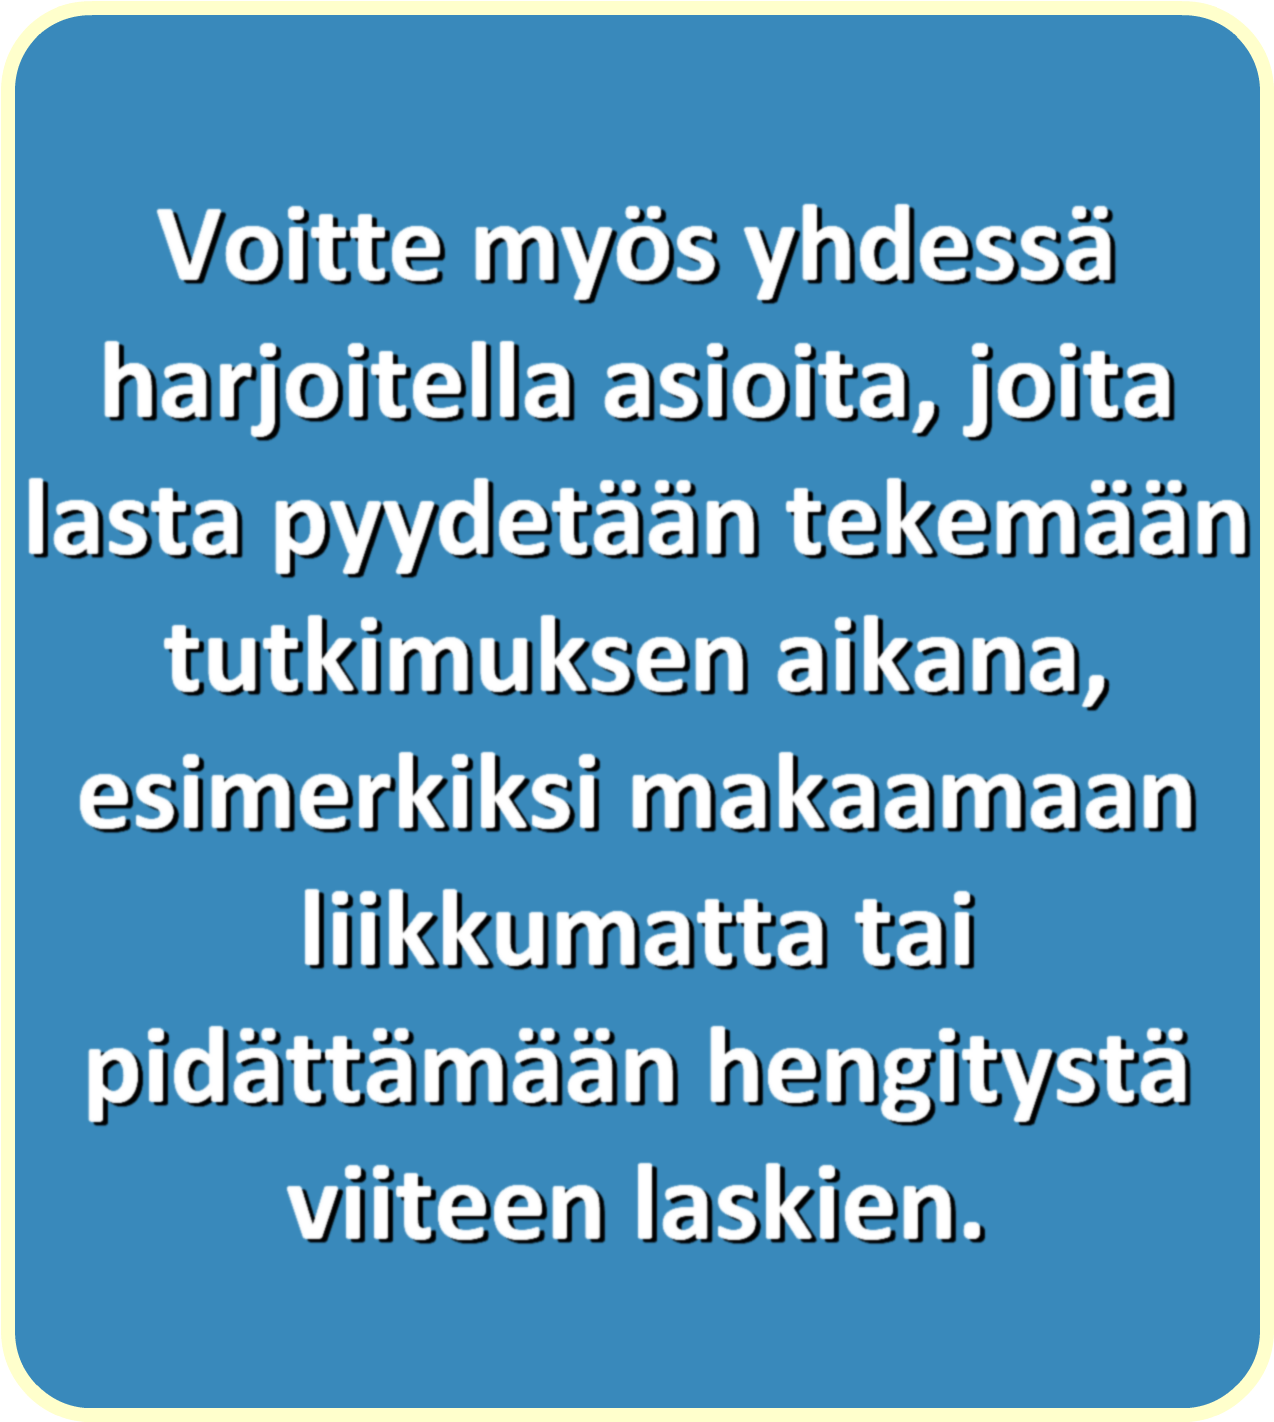 Voitte myös yhdessä
harjoitella asioita, joita
lasta pyydetään tekemään
tutkimuksen aikana,
esimerkiksi makaamaan
liikkumatta tai
pidättämään hengitystä
viiteen laskien.